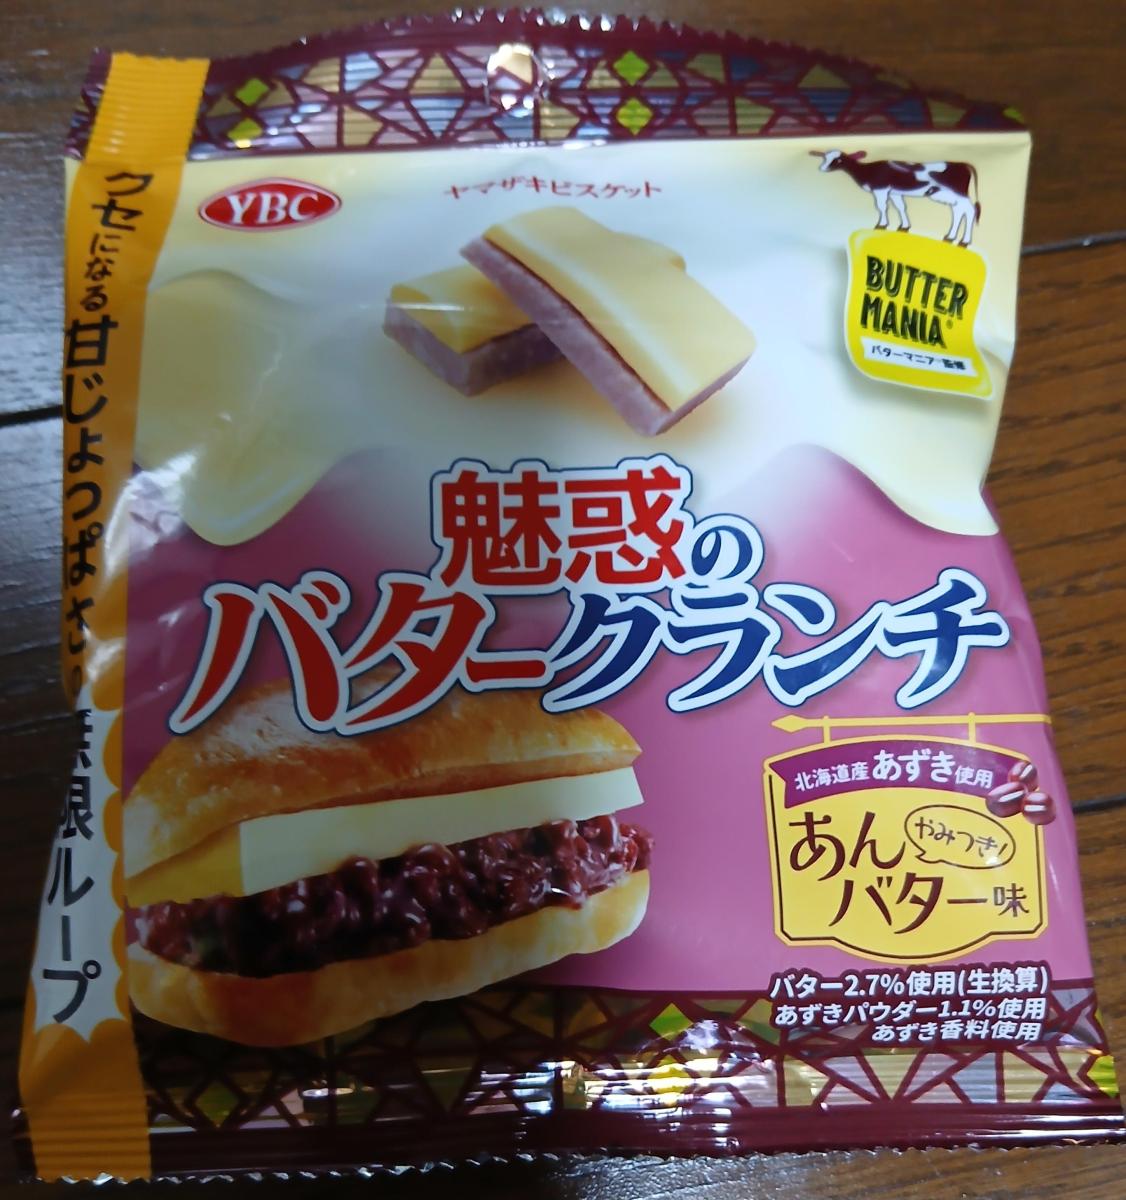 クセになる甘じょっぱさの無限ループ
YBC
ヤマザキビスケット
BUTTER
MANIA®
バターマニア®監修
魅惑の
バタークランチ
北海道産あずき使用
あん
やみつき!
バター味
バター2.7%使用(生換算)
あずきパウダー1.1%使用
あずき香料使用